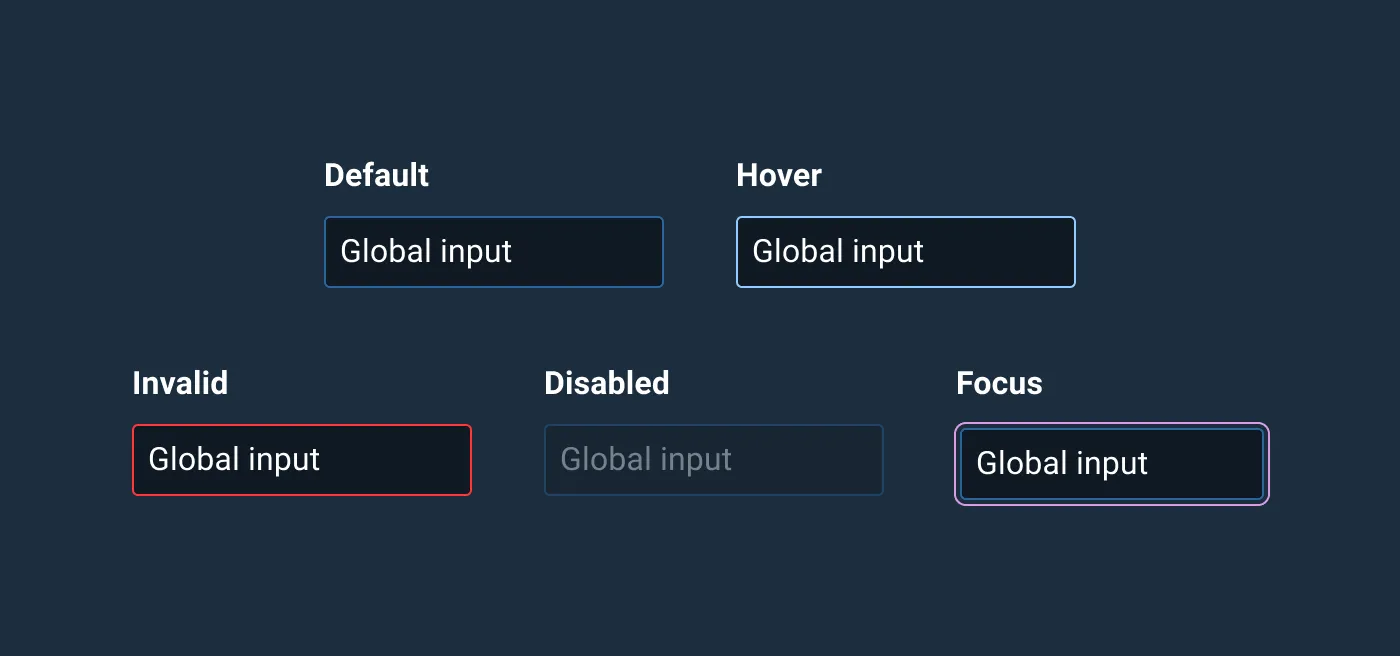 Default
Hover
Global input
Global input
Invalid
Disabled
Focus
Global input
Global input
Global input